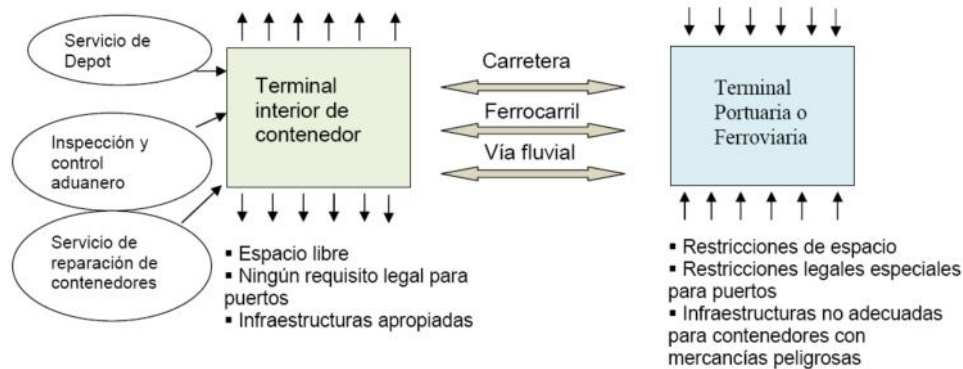 Servicio de
Depot
Inspección y
control
aduanero
Servicio de
reparación de
contenedores
Terminal
interior de
contenedor
Carretera
Ferrocarril
Vía fluvial
Terminal
Portuaria o
Ferroviaria
▪ Espacio libre
▪ Ningún requisito legal para
puertos
▪ Infraestructuras apropiadas
▪ Restricciones de espacio
▪ Restricciones legales especiales
para puertos
▪ Infraestructuras no adecuadas
para contenedores con
mercancías peligrosas